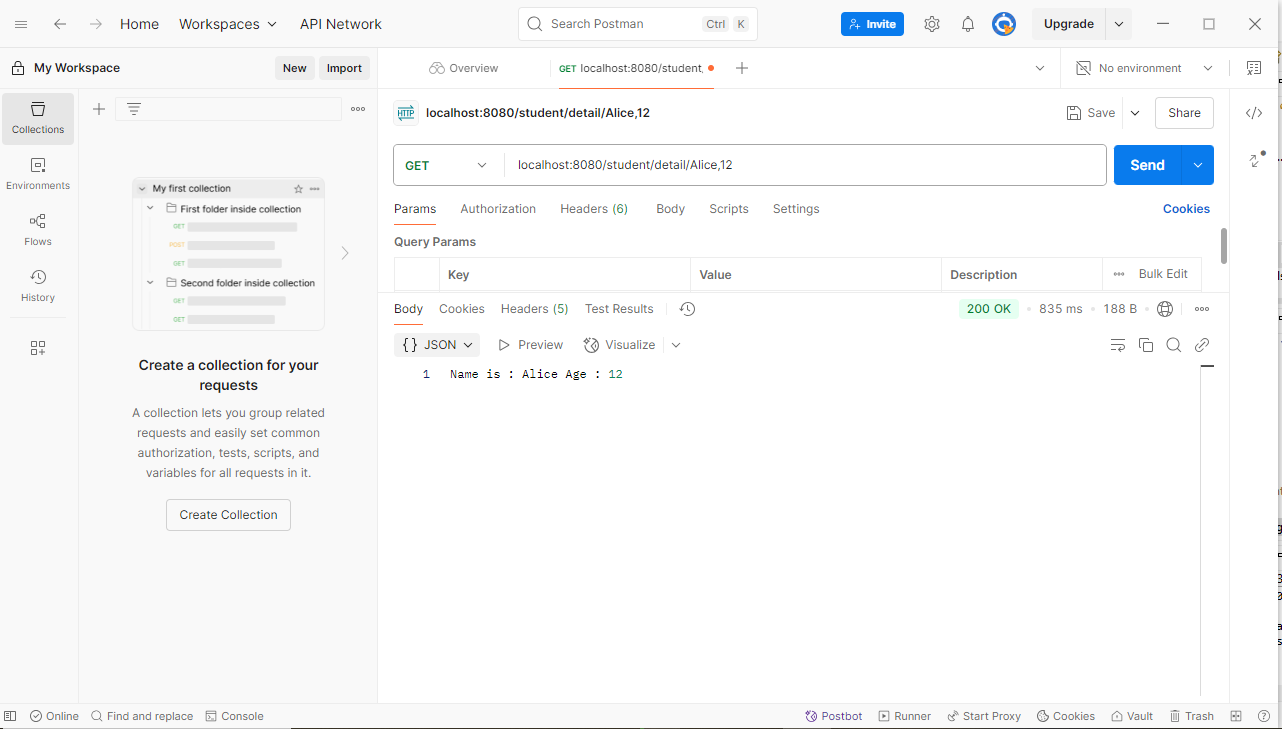 Home Workspaces API Network Search Postman Ctrl K Invite Upgrade
My Workspace New Import Overview GET localhost:8080/student, No environment
Collections
Environments
Flows
History
My first collection
First folder inside collection
GET
POST
GET
Second folder inside collection
GET
GET
Create a collection for your
requests
A collection lets you group related
requests and easily set common
authorization, tests, scripts, and
variables for all requests in it.
Create Collection
HTTP localhost:8080/student/detail/Alice,12 Save Share
GET localhost:8080/student/detail/Alice,12 Send
Params Authorization Headers (6) Body Scripts Settings Cookies
Query Params
Key Value Description Bulk Edit
Body Cookies Headers (5) Test Results 200 OK • 835 ms • 188 B •
{} JSON Preview Visualize
1 Name is : Alice Age : 12
Online Find and replace Console Postbot Runner Start Proxy Cookies Vault Trash